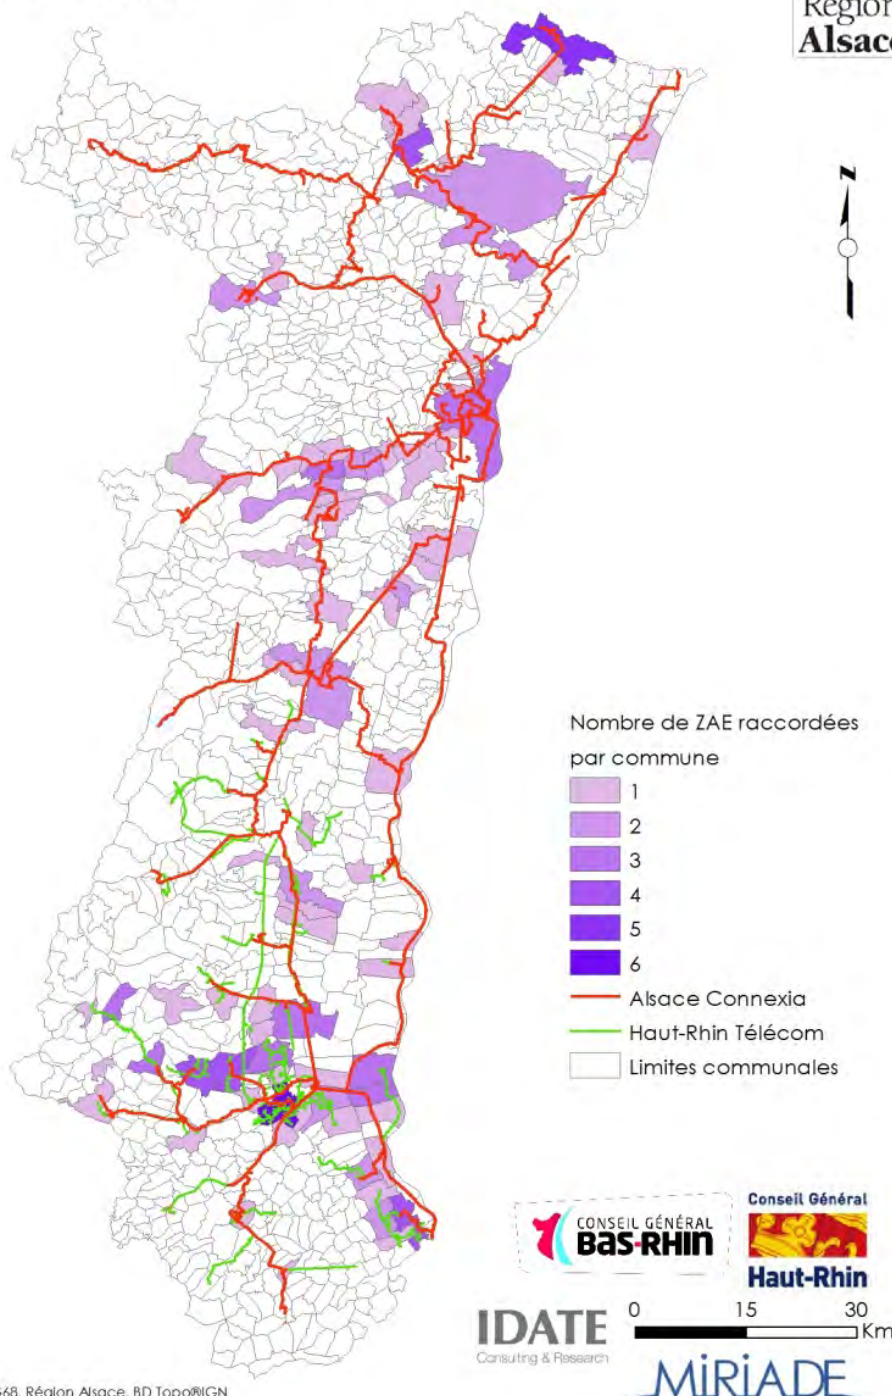 Région
Alsace
N
Nombre de ZAE raccordées
par commune
1
2
3
4
5
6
Alsace Connexia
Haut-Rhin Télécom
Limites communales
CONSEIL GÉNÉRAL
BAS-RHIN
Conseil Général
Haut-Rhin
IDATE
Consulting & Research
0 15 30
Km
MiRiADE
68, Région Alsace, BD Topo®IGN